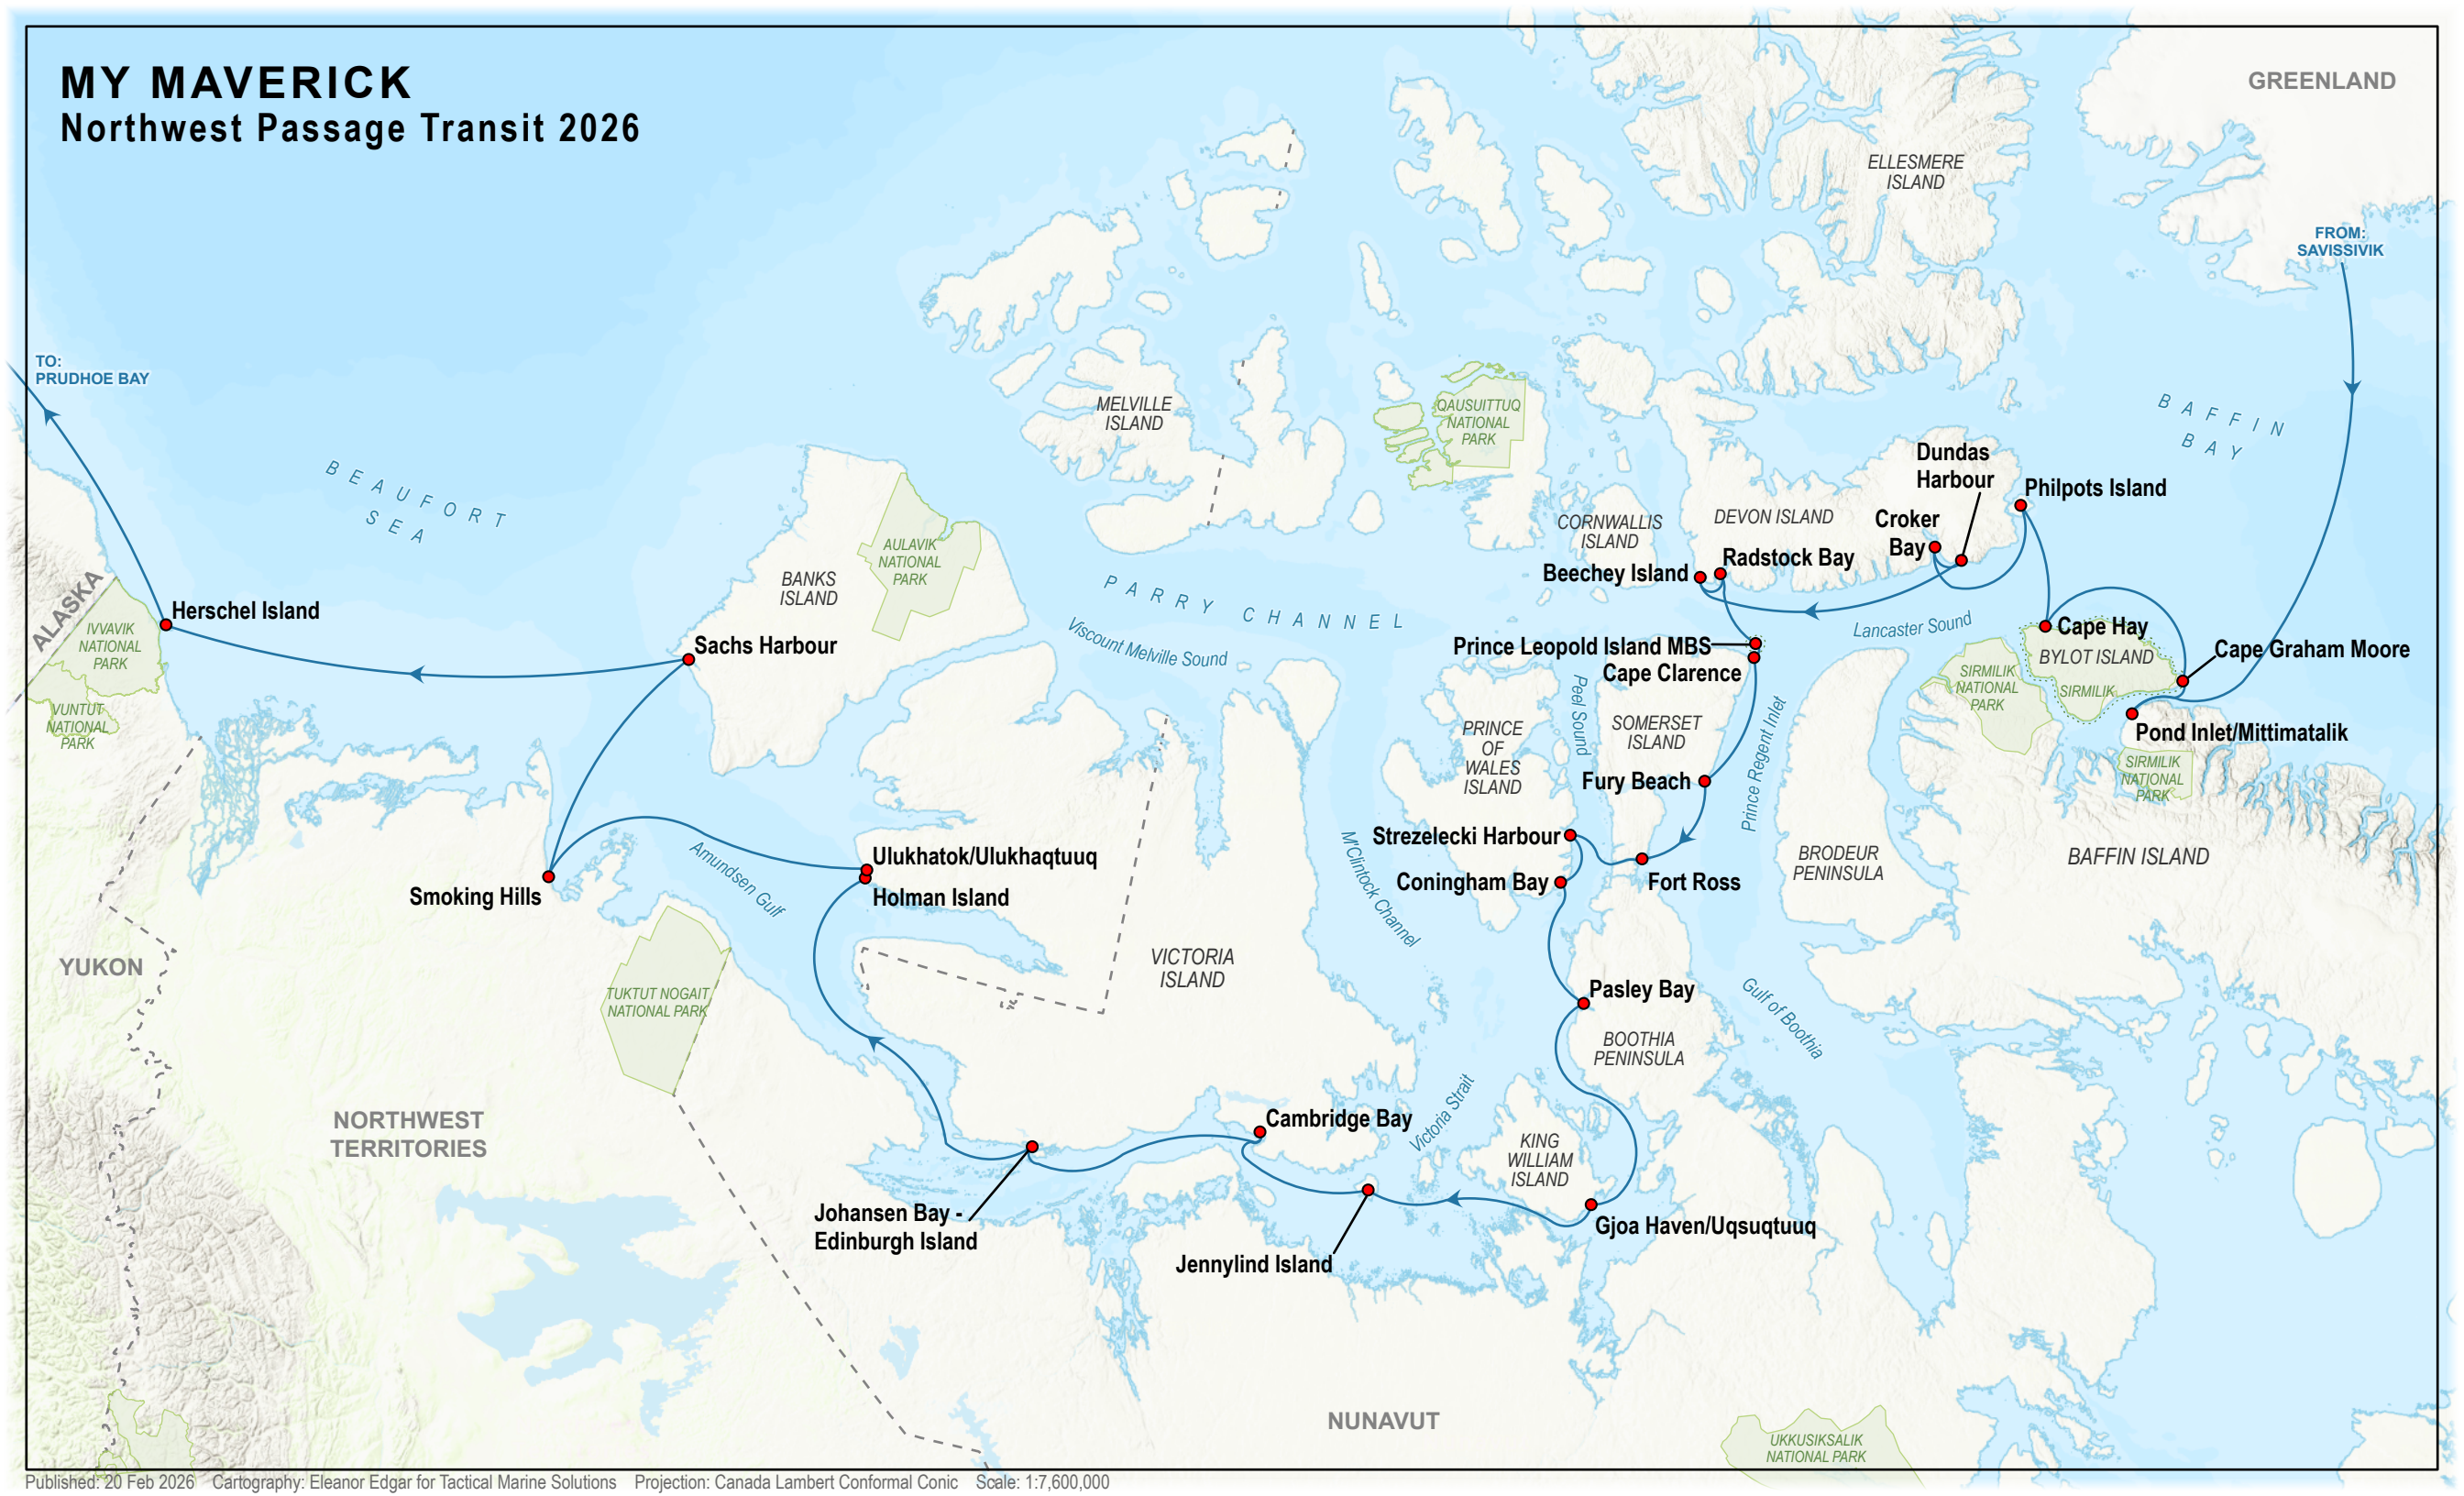 MY MAVERICK
Northwest Passage Transit 2026
GREENLAND
ELLESMERE
ISLAND
FROM:
SAVISSIVIK
TO:
PRUDHOE BAY
MELVILLE
ISLAND
QAUSUITTUQ
NATIONAL
PARK
BAFFIN
BAY
BEAUFORT
SEA
Dundas
Harbour
Philpots Island
Croker
Bay
DEVON ISLAND
CORNWALLIS
ISLAND
Radstock Bay
Beechey Island
AULAVIK
NATIONAL
PARK
BANKS
ISLAND
PARRY CHANNEL
Viscount Melville Sound
Lancaster Sound
ALASKA
Herschel Island
IVVAVIK
NATIONAL
PARK
VUNTUT
NATIONAL
PARK
Sachs Harbour
Prince Leopold Island MBS
Cape Clarence
Cape Hay
BYLOT ISLAND
Cape Graham Moore
SIRMILIK
NATIONAL
PARK
SIRMILIK
Pond Inlet/Mittimatalik
SIRMILIK
NATIONAL
PARK
Peel Sound
PRINCE
OF
WALES
ISLAND
SOMERSET
ISLAND
Prince Regent Inlet
Fury Beach
Strezelecki Harbour
Coningham Bay
Fort Ross
BRODEUR
PENINSULA
BAFFIN ISLAND
M'Clintock Channel
Ulukhatok/Ulukhaqtuuq
Holman Island
Amundsen Gulf
Smoking Hills
YUKON
TUKTUT NOGAIT
NATIONAL PARK
VICTORIA
ISLAND
Pasley Bay
BOOTHIA
PENINSULA
Gulf of Boothia
NORTHWEST
TERRITORIES
Cambridge Bay
Victoria Strait
KING
WILLIAM
ISLAND
Johansen Bay -
Edinburgh Island
Jennylind Island
Gjoa Haven/Uqsuqtuuq
NUNAVUT
UKKUSIKSALIK
NATIONAL PARK
Published: 20 Feb 2026 Cartography: Eleanor Edgar for Tactical Marine Solutions Projection: Canada Lambert Conformal Conic Scale: 1:7,600,000